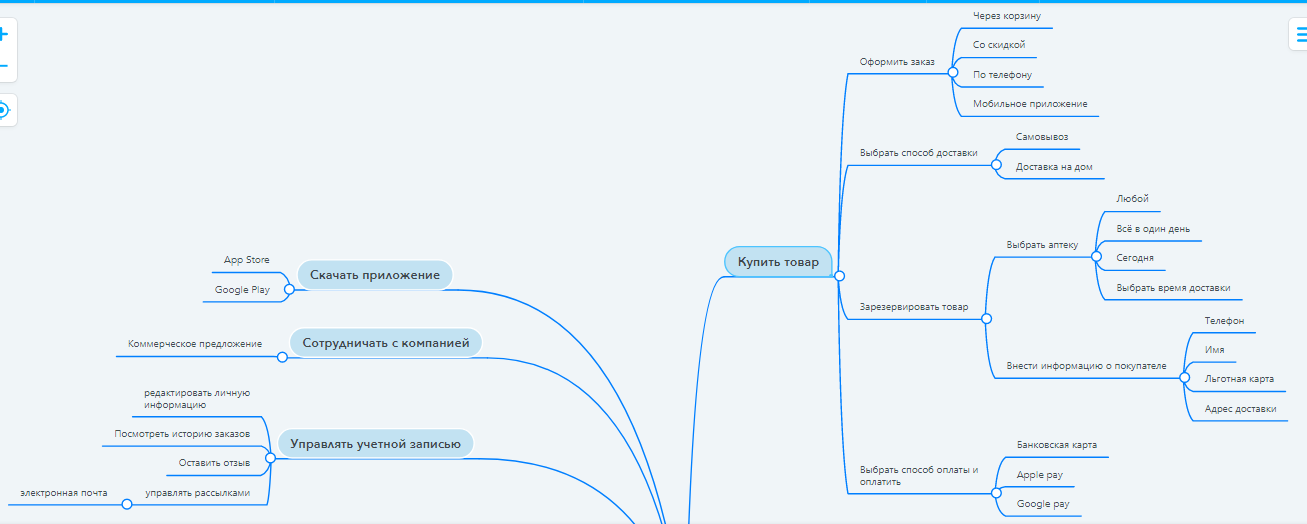 Через корзину
Со скидкой
Оформить заказ
По телефону
Мобильное приложение
Самовывоз
Выбрать способ доставки
Доставка на дом
Любой
Всё в один день
Выбрать аптеку
Сегодня
Выбрать время доставки
Купить товар
Зарезервировать товар
Телефон
Имя
Внести информацию о покупателе
Льготная карта
Адрес доставки
Банковская карта
Выбрать способ оплаты и
оплатить
Apple pay
Google pay
App Store
Скачать приложение
Google Play
Коммерческое предложение
Сотрудничать с компанией
редактировать личную
информацию
Посмотреть историю заказов
Управлять учетной записью
Оставить отзыв
электронная почта
управлять рассылками